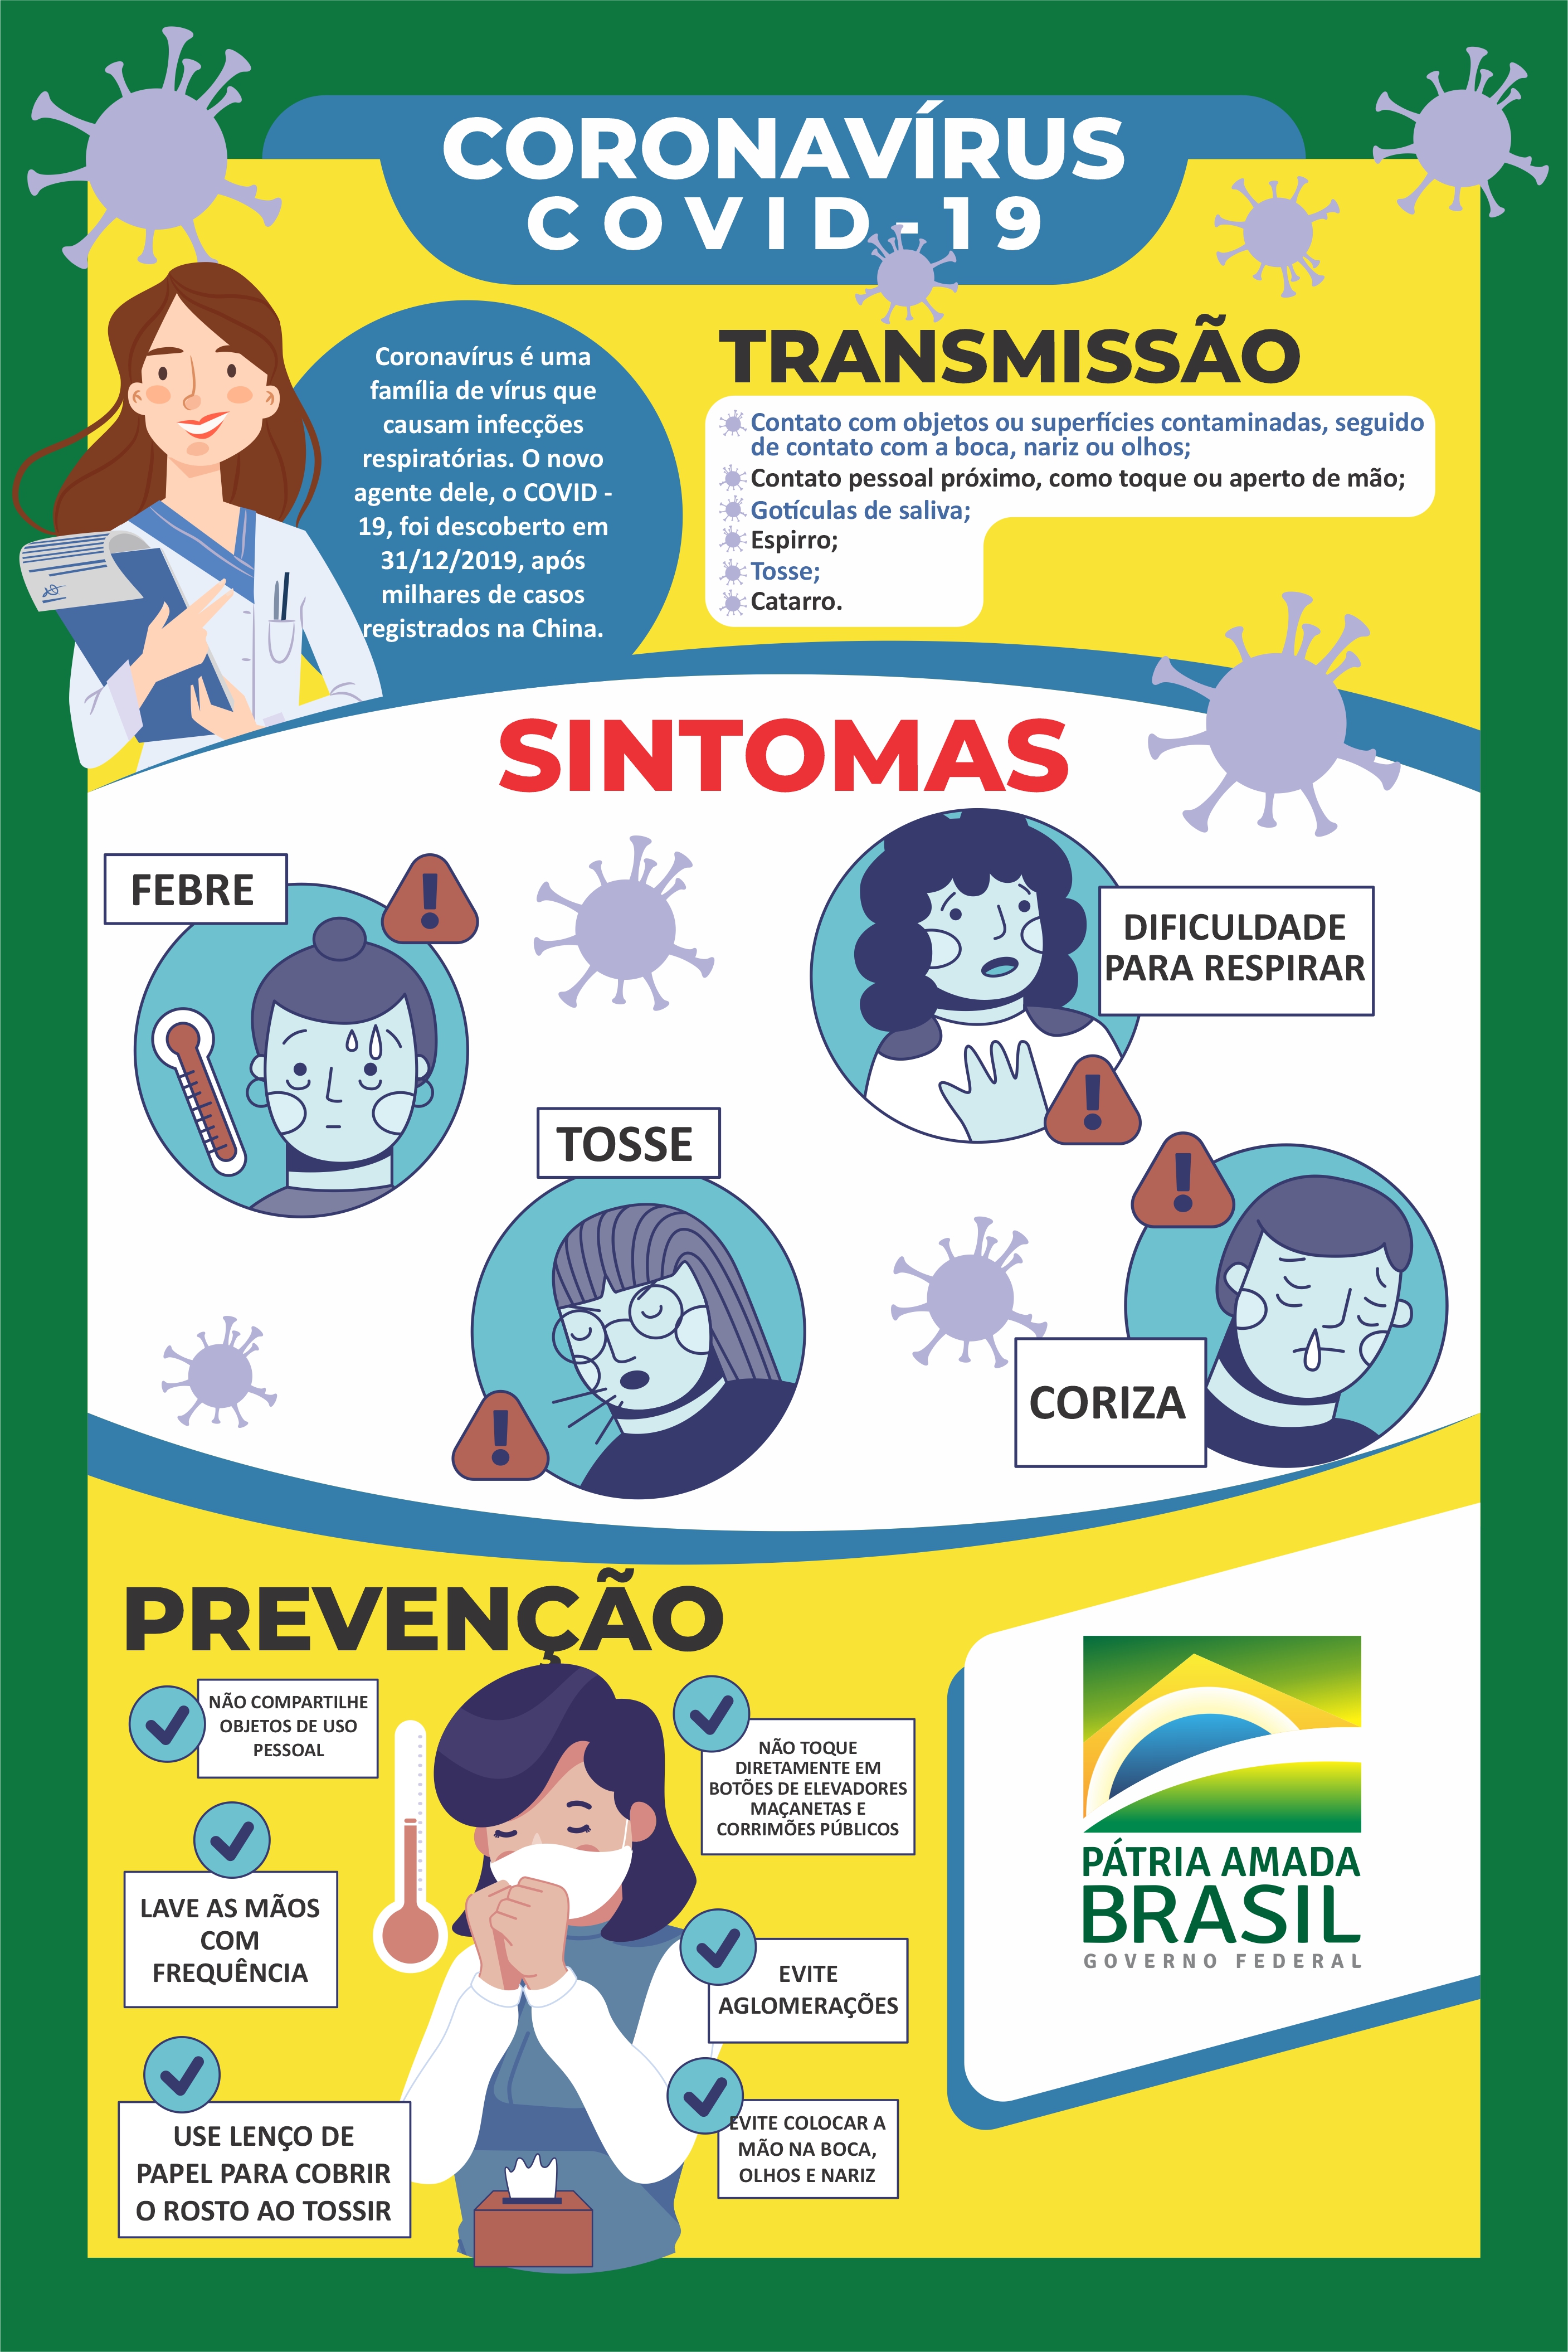 CORONAVÍRUS
COVID-19
Coronavírus é uma
família de vírus que
causam infecções
respiratórias. O novo
agente dele, o COVID -
19, foi descoberto em
31/12/2019, após
milhares de casos
registrados na China.
TRANSMISSÃO
Contato com objetos ou superfícies contaminadas, seguido
de contato com a boca, nariz ou olhos;
Contato pessoal próximo, como toque ou aperto de mão;
Gotículas de saliva;
Espirro;
Tosse;
Catarro.
SINTOMAS
FEBRE
DIFICULDADE
PARA RESPIRAR
TOSSE
CORIZA
PREVENÇÃO
NÃO COMPARTILHE
OBJETOS DE USO
PESSOAL
LAVE AS MÃOS
COM
FREQUÊNCIA
USE LENÇO DE
PAPEL PARA COBRIR
O ROSTO AO TOSSIR
NÃO TOQUE
DIRETAMENTE EM
BOTÕES DE ELEVADORES
MAÇANETAS E
CORRIMÕES PÚBLICOS
EVITE
AGLOMERAÇÕES
EVITE COLOCAR A
MÃO NA BOCA,
OLHOS E NARIZ
PÁTRIA AMADA
BRASIL
GOVERNO FEDERAL